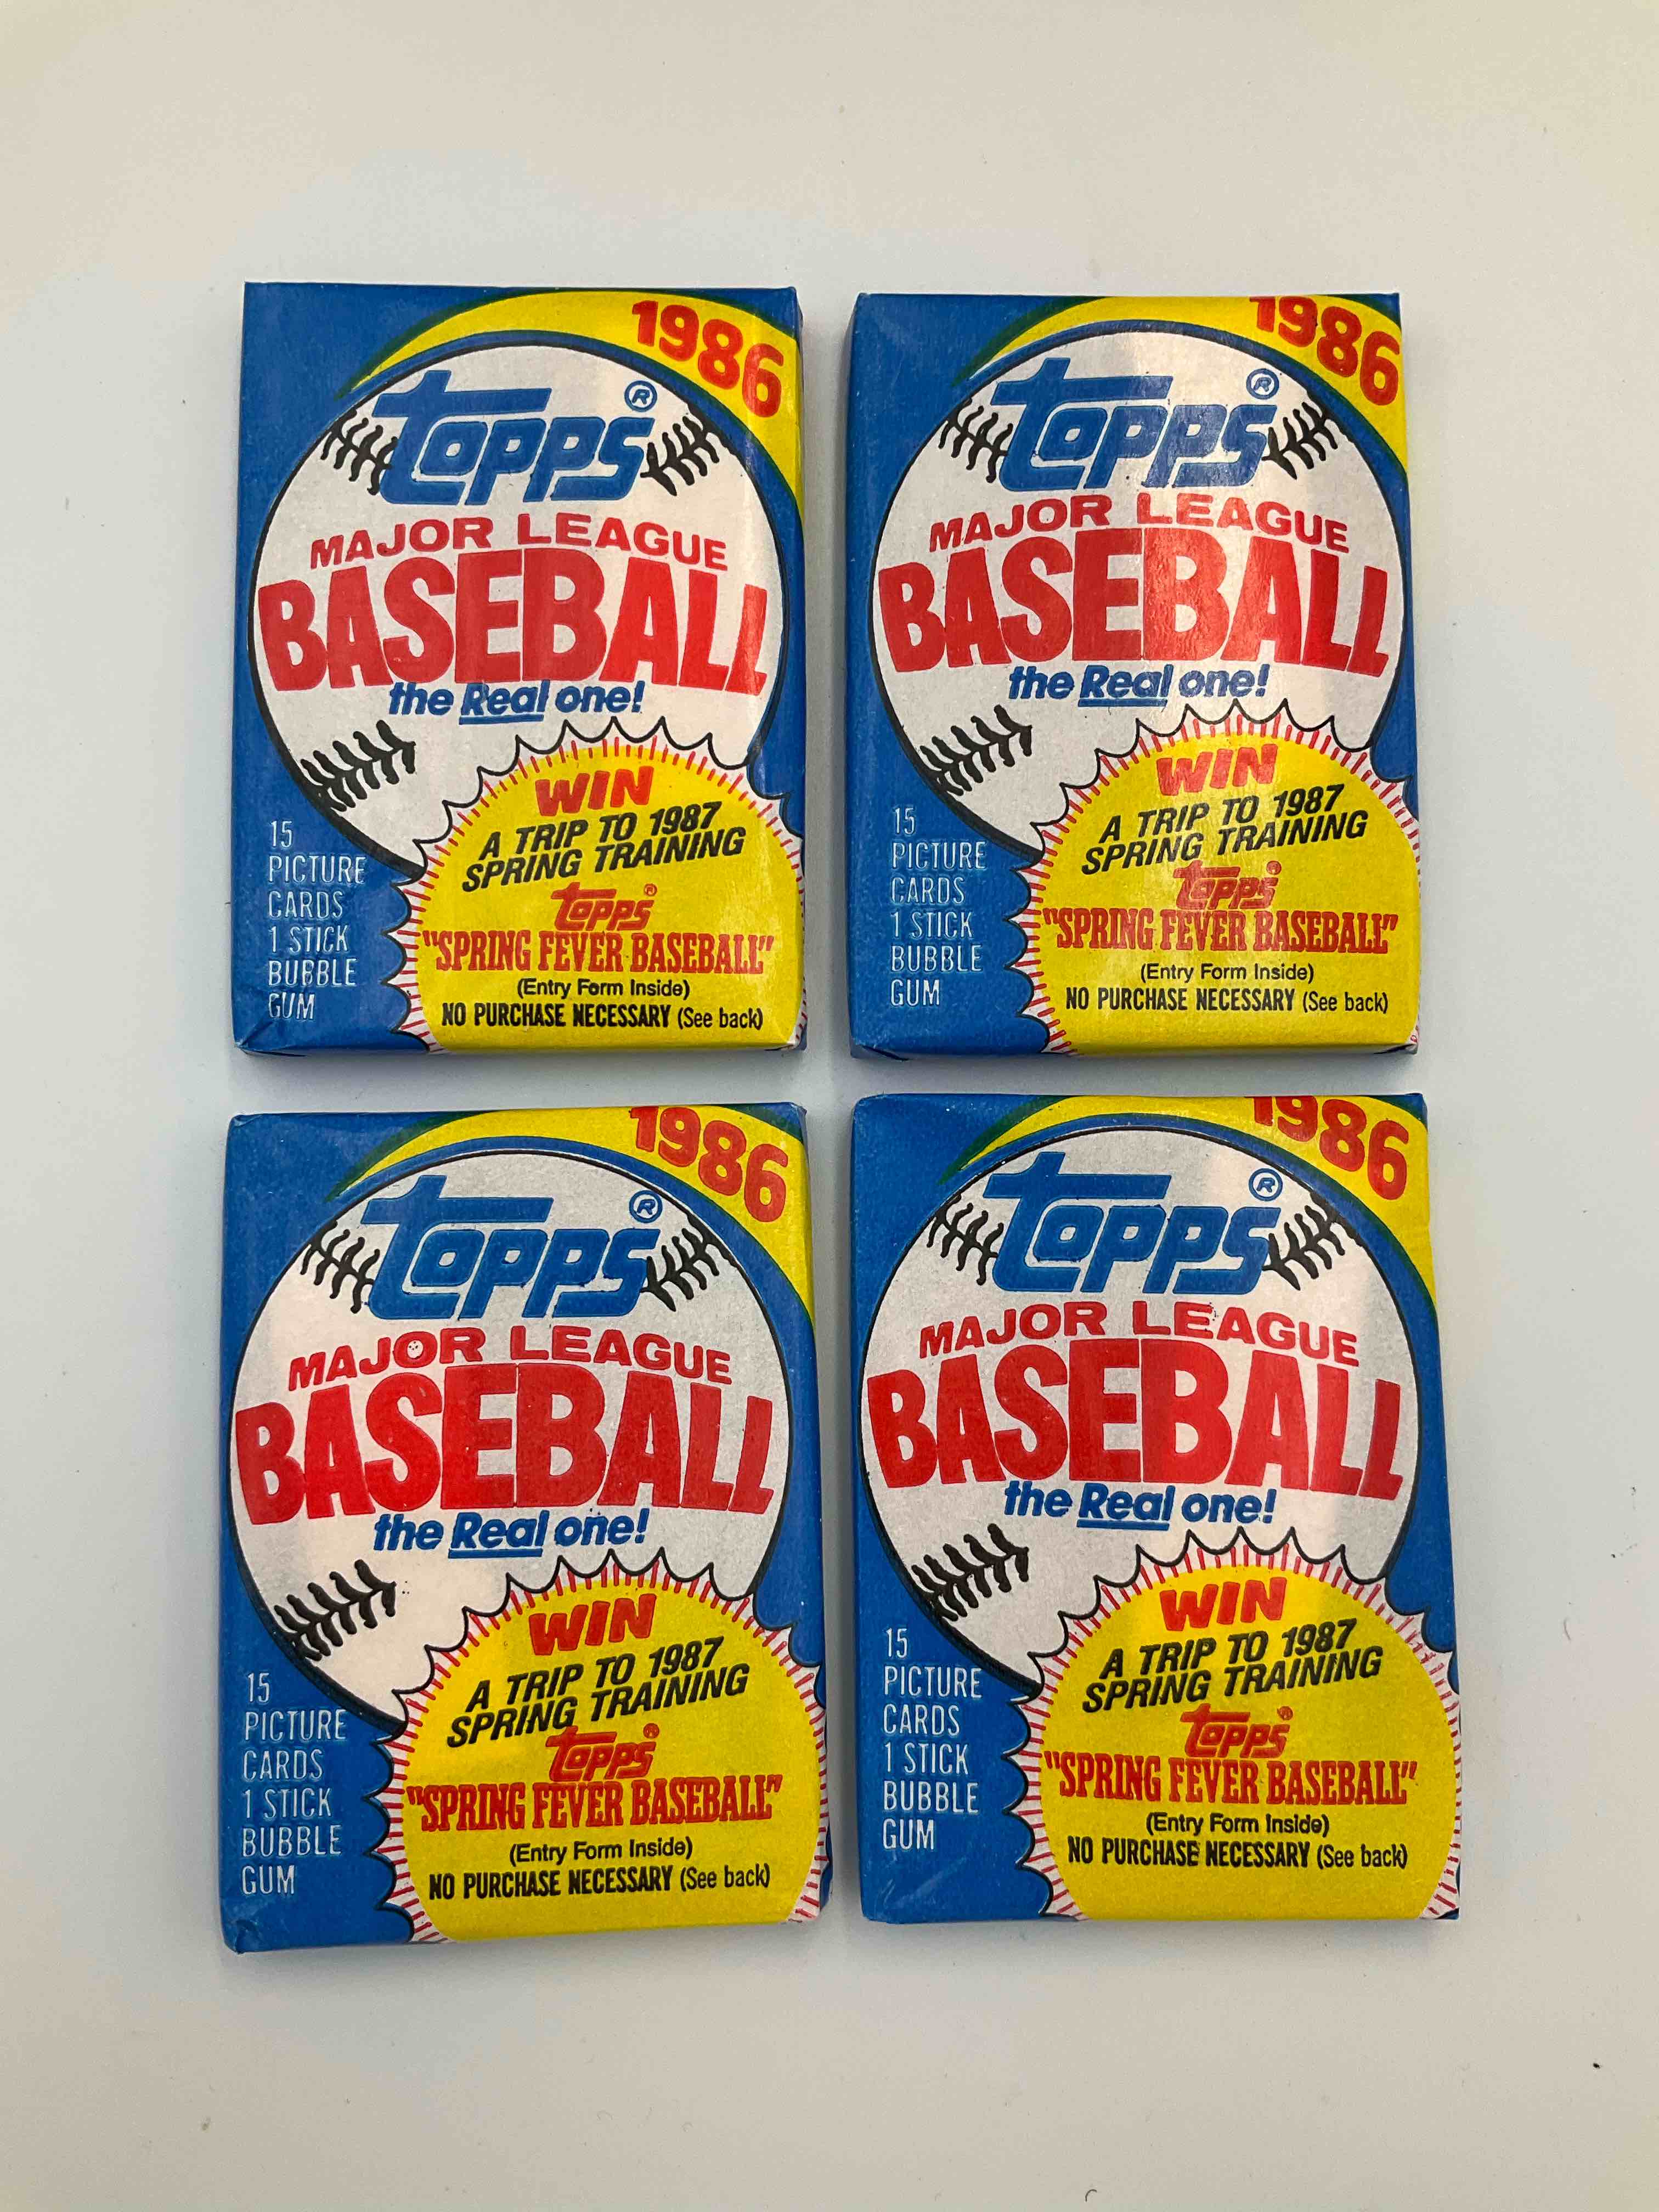 1986
Topps®
MAJOR LEAGUE
BASEBALL
the Real one!
WIN
A TRIP TO 1987
SPRING TRAINING
Topps®
"SPRING FEVER BASEBALL"
(Entry Form Inside)
NO PURCHASE NECESSARY (See back)
15
PICTURE
CARDS
1 STICK
BUBBLE
GUM
1986
Topps®
MAJOR LEAGUE
BASEBALL
the Real one!
WIN
A TRIP TO 1987
SPRING TRAINING
Topps
"SPRING FEVER BASEBALL"
(Entry Form Inside)
NO PURCHASE NECESSARY (See back)
15
PICTURE
CARDS
1 STICK
BUBBLE
GUM
1986
Topps®
MAJOR LEAGUE
BASEBALL
the Real one!
WIN
A TRIP TO 1987
SPRING TRAINING
Topps®
"SPRING FEVER BASEBALL"
(Entry Form Inside)
NO PURCHASE NECESSARY (See back)
15
PICTURE
CARDS
1 STICK
BUBBLE
GUM
1986
Topps®
MAJOR LEAGUE
BASEBALL
the Real one!
WIN
A TRIP TO 1987
SPRING TRAINING
Topps®
"SPRING FEVER BASEBALL"
(Entry Form Inside)
NO PURCHASE NECESSARY (See back)
15
PICTURE
CARDS
1 STICK
BUBBLE
GUM